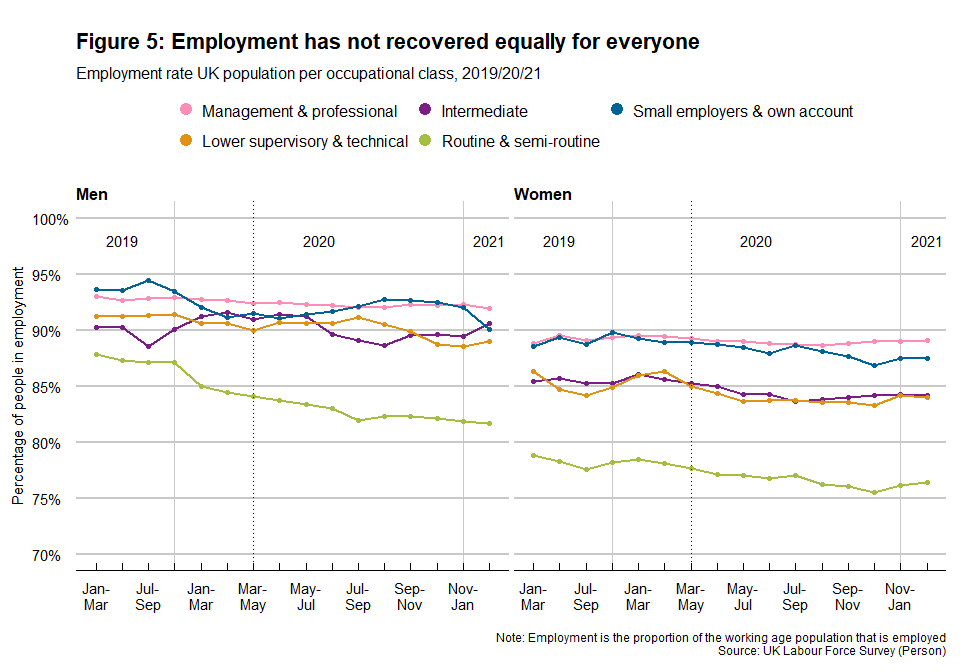 Figure 5: Employment has not recovered equally for everyone
Employment rate UK population per occupational class, 2019/20/21
Management & professional Intermediate Small employers & own account
Lower supervisory & technical Routine & semi-routine
Men Women
Percentage of people in employment
100%
2019 2020 2021 2019 2020 2021
95%
90%
85%
80%
75%
70%
Jan- Jul- Jan- Mar- May- Jul- Sep- Nov- Jan- Jul- Jan- Mar- May- Jul- Sep- Nov-
Mar Sep Mar May Jul Sep Nov Jan Mar Sep Mar May Jul Sep Nov Jan
Note: Employment is the proportion of the working age population that is employed
Source: UK Labour Force Survey (Person)